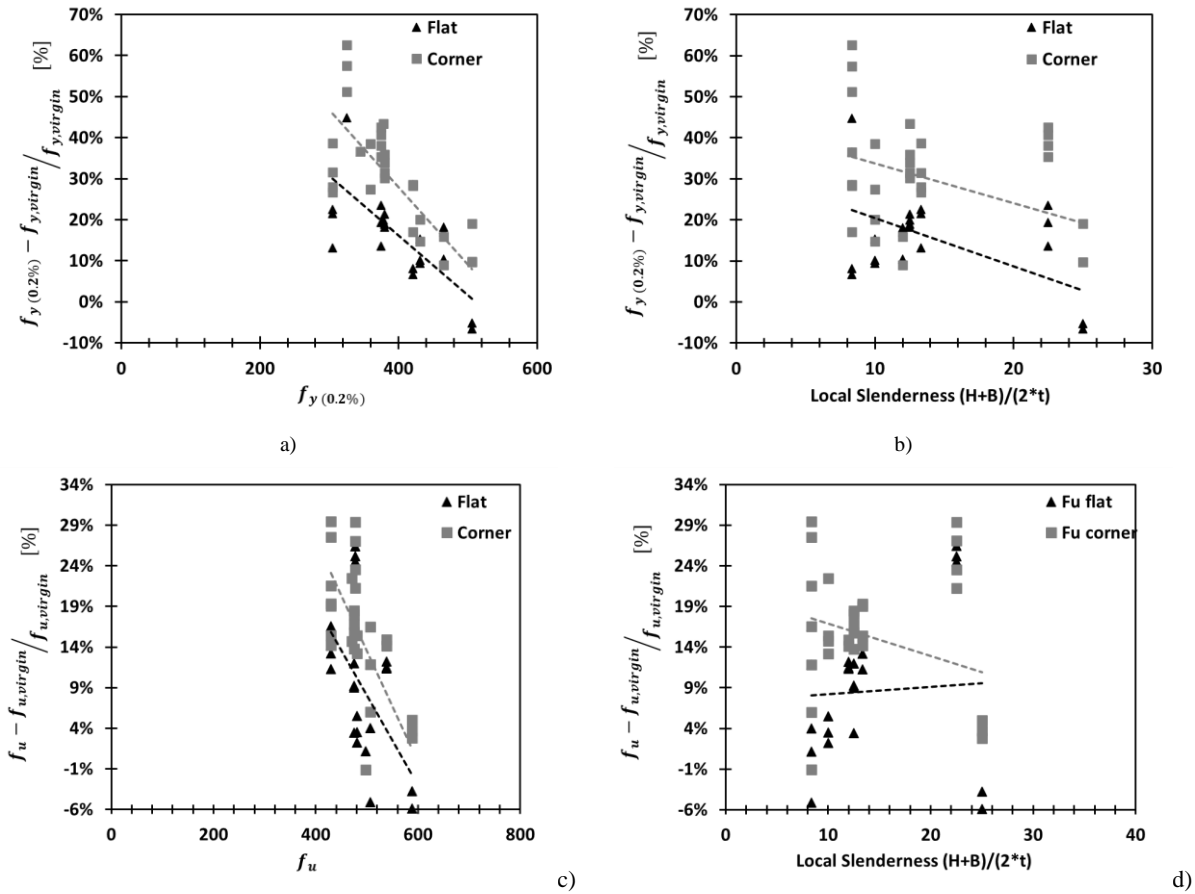 70%
60%
50%
40%
30%
20%
10%
0%
-10%
f_y (0.2%) − f_y,virgin / f_y,virgin [%]
▲ Flat
■ Corner
0 200 400 600
f_y (0.2%)
a)
70%
60%
50%
40%
30%
20%
10%
0%
-10%
f_y (0.2%) − f_y,virgin / f_y,virgin [%]
▲ Flat
■ Corner
0 10 20 30
Local Slenderness (H+B)/(2*t)
b)
34%
29%
24%
19%
14%
9%
4%
-1%
-6%
f_u − f_u,virgin / f_u,virgin [%]
▲ Flat
■ Corner
0 200 400 600 800
f_u
c)
34%
29%
24%
19%
14%
9%
4%
-1%
-6%
f_u − f_u,virgin / f_u,virgin [%]
▲ Fu flat
■ Fu corner
0 10 20 30 40
Local Slenderness (H+B)/(2*t)
d)